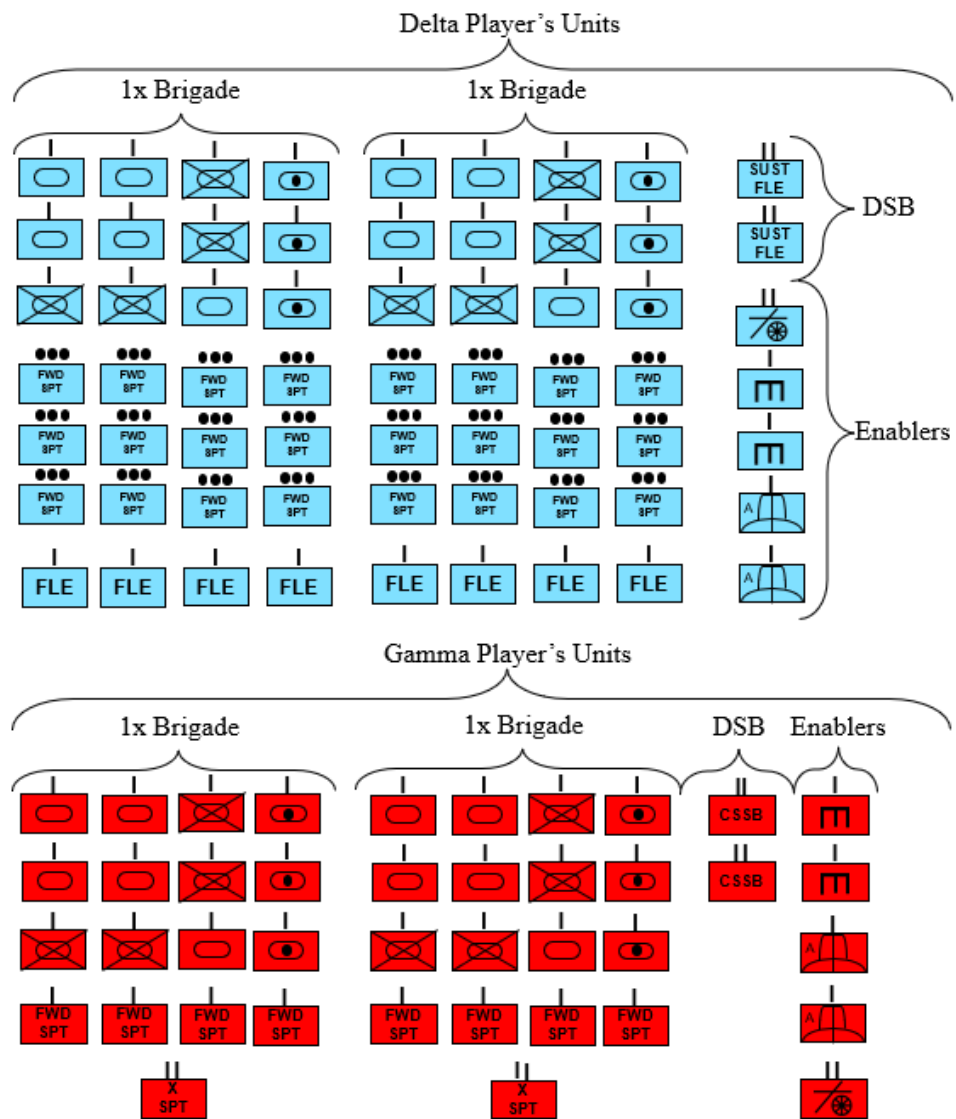 Delta Player's Units
1x Brigade
1x Brigade
SUST
FLE
DSB
SUST
FLE
FWD FWD FWD FWD FWD FWD FWD FWD
SPT SPT SPT SPT SPT SPT SPT SPT
FWD FWD FWD FWD FWD FWD FWD FWD
SPT SPT SPT SPT SPT SPT SPT SPT
Enablers
FWD FWD FWD FWD FWD FWD FWD FWD
SPT SPT SPT SPT SPT SPT SPT SPT
A
FLE FLE FLE FLE FLE FLE FLE FLE
A
Gamma Player's Units
1x Brigade
1x Brigade
DSB
Enablers
CSSB
CSSB
A
FWD FWD FWD FWD FWD FWD FWD FWD
SPT SPT SPT SPT SPT SPT SPT SPT
A
X X
SPT SPT